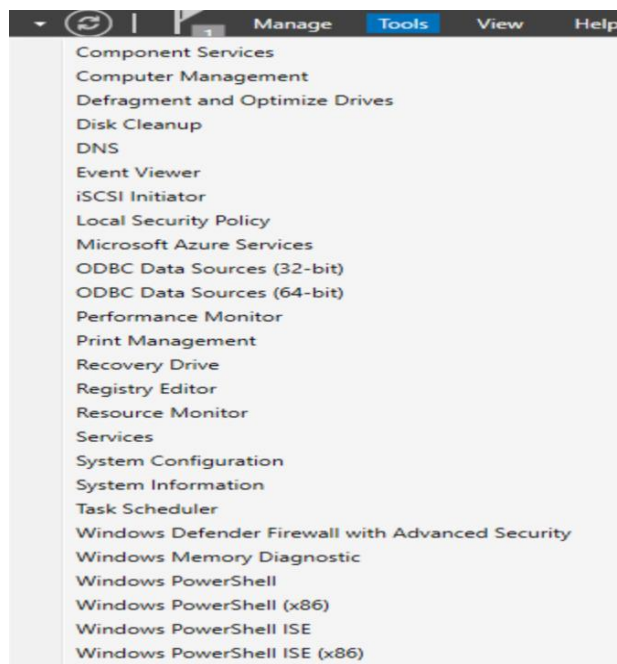 1 Manage Tools View Help
Component Services
Computer Management
Defragment and Optimize Drives
Disk Cleanup
DNS
Event Viewer
iSCSI Initiator
Local Security Policy
Microsoft Azure Services
ODBC Data Sources (32-bit)
ODBC Data Sources (64-bit)
Performance Monitor
Print Management
Recovery Drive
Registry Editor
Resource Monitor
Services
System Configuration
System Information
Task Scheduler
Windows Defender Firewall with Advanced Security
Windows Memory Diagnostic
Windows PowerShell
Windows PowerShell (x86)
Windows PowerShell ISE
Windows PowerShell ISE (x86)